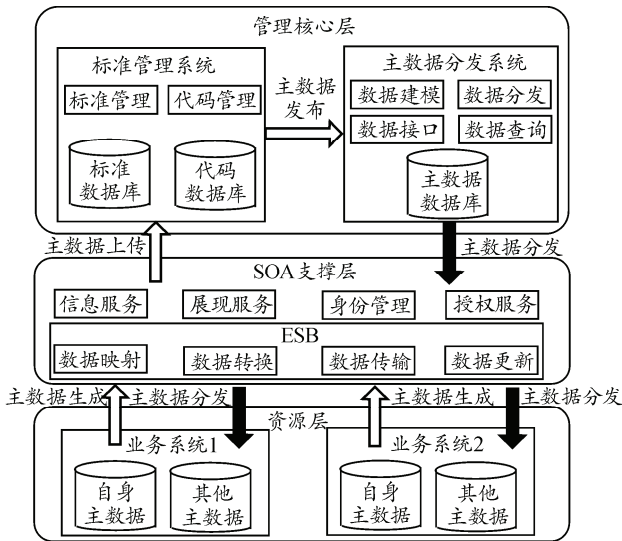 管理核心层
标准管理系统
标准管理 代码管理
标准
数据库
代码
数据库
主数据
发布
主数据分发系统
数据建模 数据分发
数据接口 数据查询
主数据
数据库
主数据上传
主数据分发
SOA支撑层
信息服务 展现服务 身份管理 授权服务
ESB
数据映射 数据转换 数据传输 数据更新
主数据生成 主数据分发 主数据生成 主数据分发
资源层
业务系统1
自身
主数据
其他
主数据
业务系统2
自身
主数据
其他
主数据